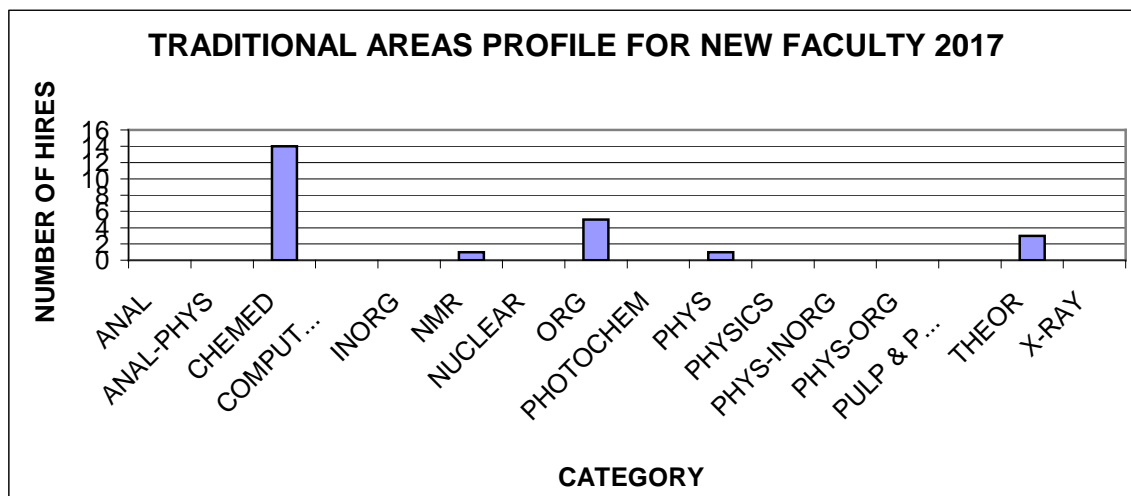 TRADITIONAL AREAS PROFILE FOR NEW FACULTY 2017
NUMBER OF HIRES
16
14
12
10
8
6
4
2
0
ANAL
ANAL-PHYS
CHEMED
COMPUT...
INORG
NMR
NUCLEAR
ORG
PHOTOCHEM
PHYS
PHYSICS
PHYS-INORG
PHYS-ORG
PULP & P...
THEOR
X-RAY
CATEGORY